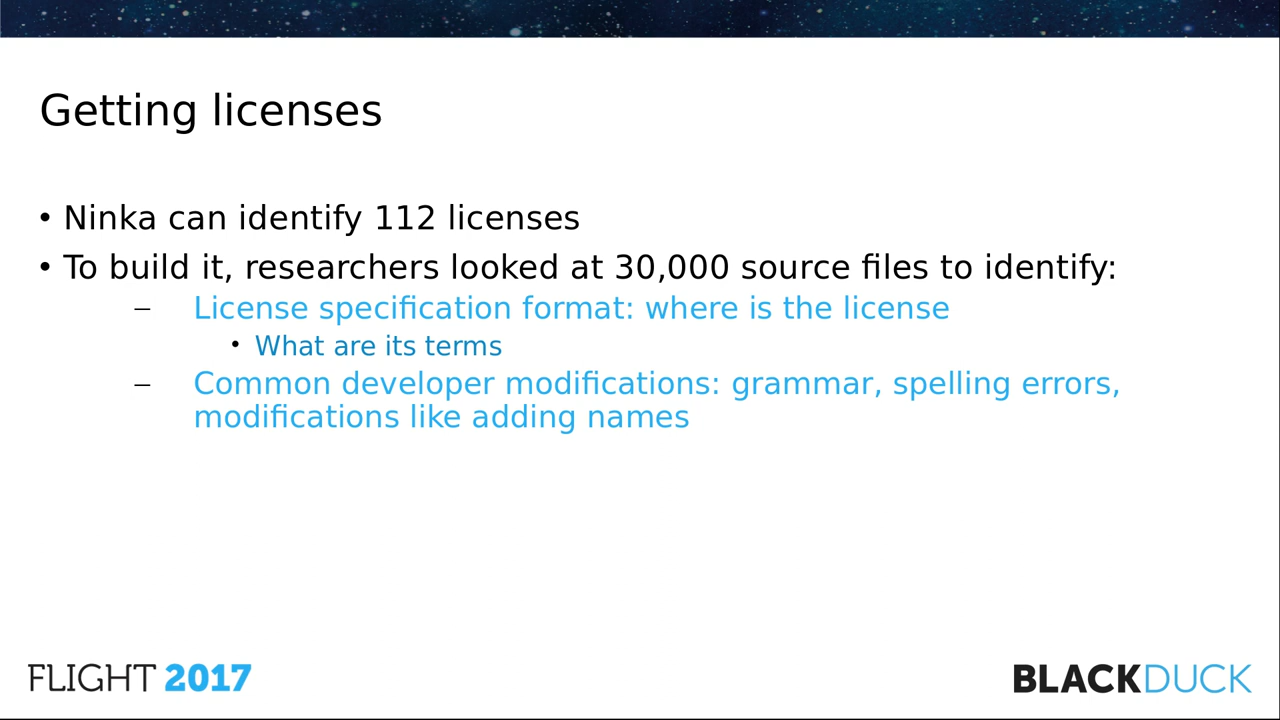 Getting licenses
• Ninka can identify 112 licenses
• To build it, researchers looked at 30,000 source files to identify:
– License specification format: where is the license
• What are its terms
– Common developer modifications: grammar, spelling errors,
modifications like adding names
FLIGHT 2017
BLACKDUCK